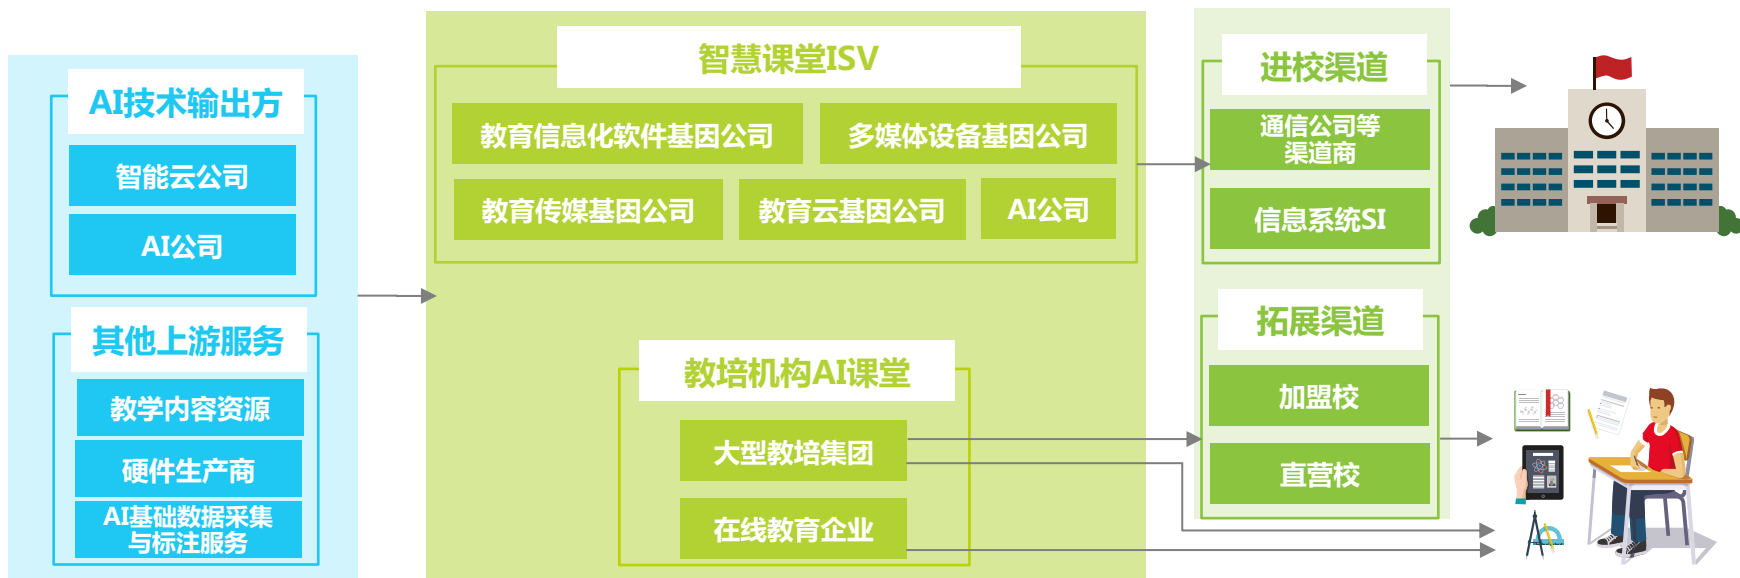 AI技术输出方
智能云公司
AI公司
其他上游服务
教学内容资源
硬件生产商
AI基础数据采集
与标注服务
智慧课堂ISV
教育信息化软件基因公司
多媒体设备基因公司
教育传媒基因公司
教育云基因公司
AI公司
教培机构AI课堂
大型教培集团
在线教育企业
进校渠道
通信公司等
渠道商
信息系统SI
拓展渠道
加盟校
直营校